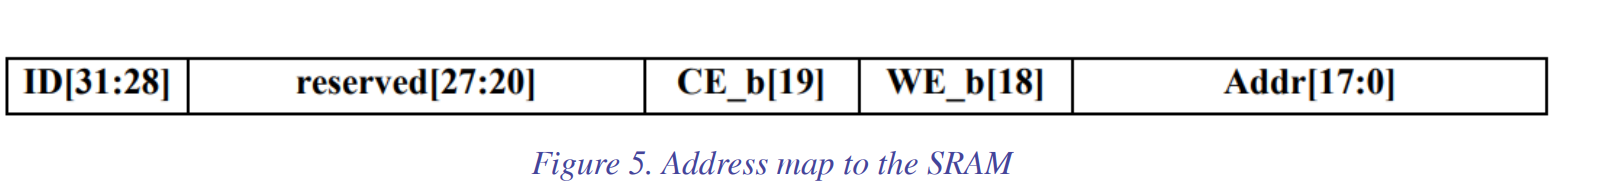 ID[31:28] reserved[27:20] CE_b[19] WE_b[18] Addr[17:0]
Figure 5. Address map to the SRAM